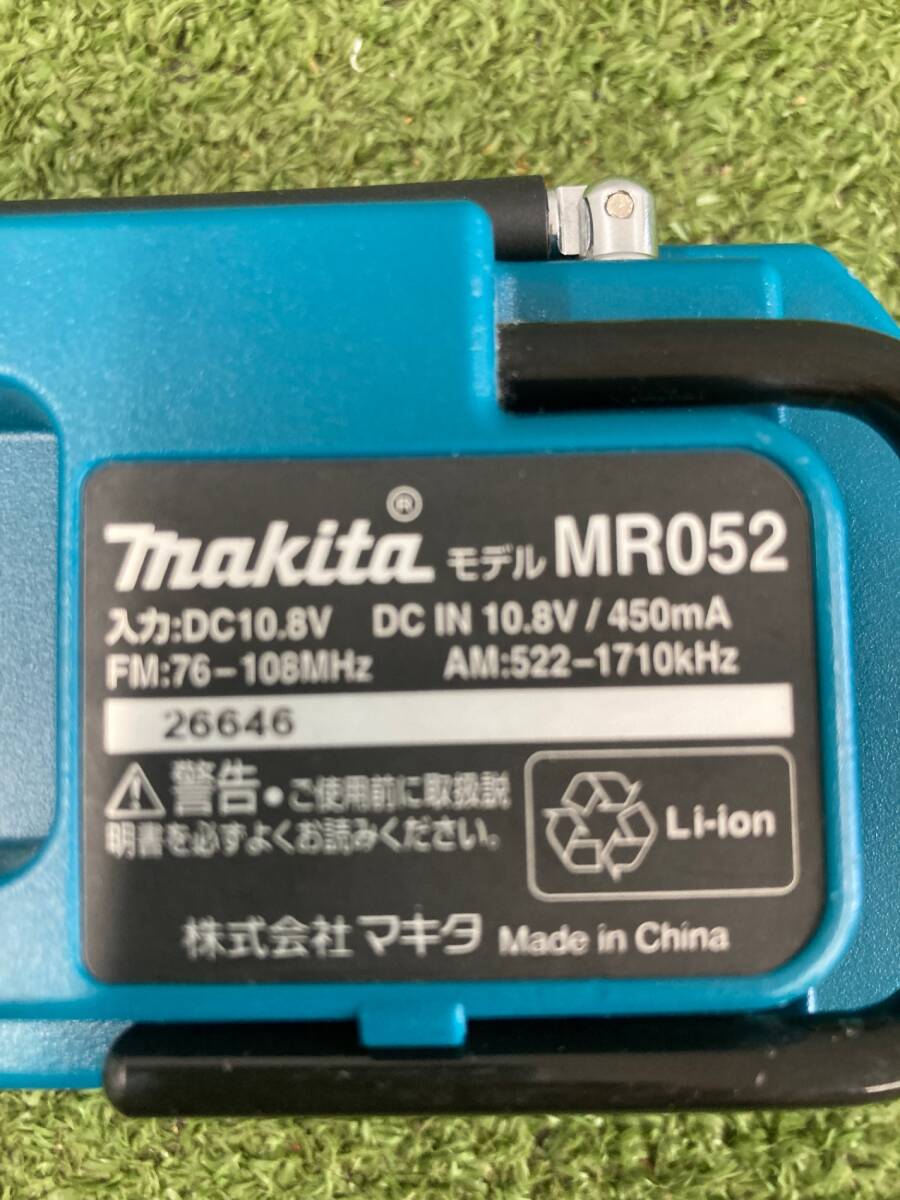 makita® モデル MR052
入力:DC10.8V DC IN 10.8V / 450mA
FM:76-108MHz AM:522-1710kHz
26646
警告・ご使用前に取扱説
明書を必ずよくお読みください。
Li-ion
株式会社 マキタ Made in China